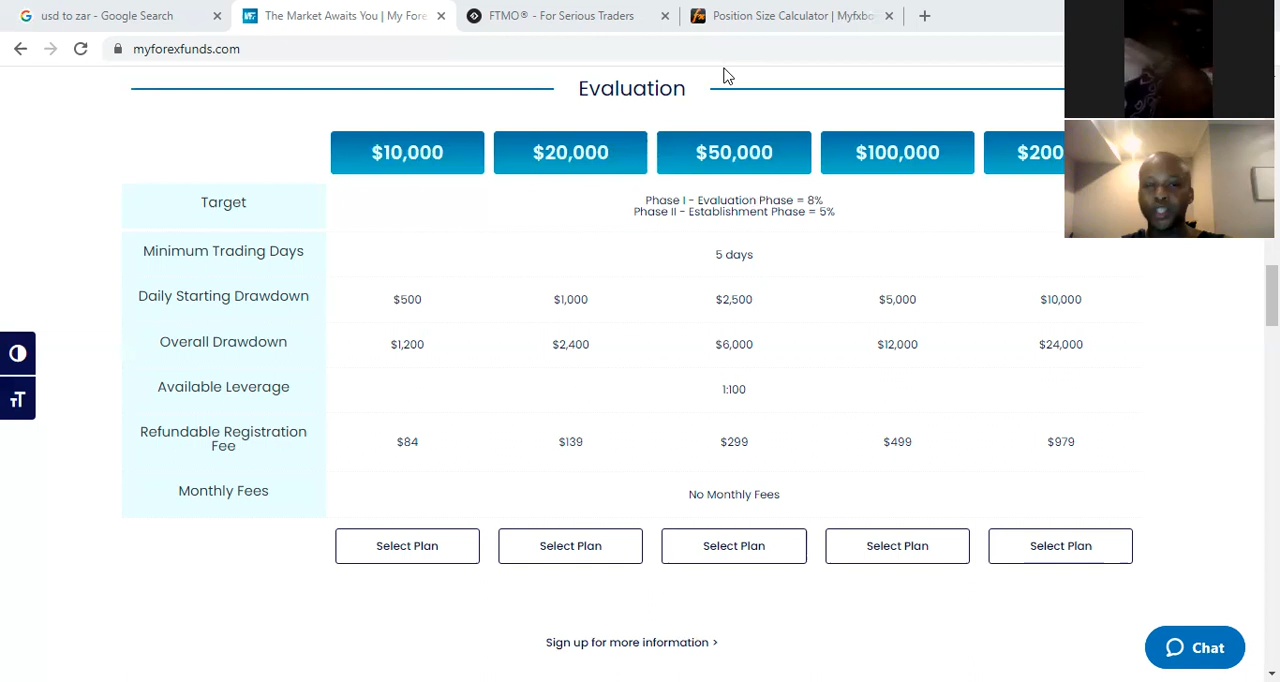 usd to zar - Google Search
The Market Awaits You | My Fore
FTMO® - For Serious Traders
Position Size Calculator | Myfxbo
myforexfunds.com
Evaluation
$10,000 $20,000 $50,000 $100,000 $200
Target
Phase I - Evaluation Phase = 8%
Phase II - Establishment Phase = 5%
Minimum Trading Days 5 days
Daily Starting Drawdown $500 $1,000 $2,500 $5,000 $10,000
Overall Drawdown $1,200 $2,400 $6,000 $12,000 $24,000
Available Leverage 1:100
Refundable Registration
Fee
$84 $139 $299 $499 $979
Monthly Fees No Monthly Fees
Select Plan Select Plan Select Plan Select Plan Select Plan
Sign up for more information >
Chat